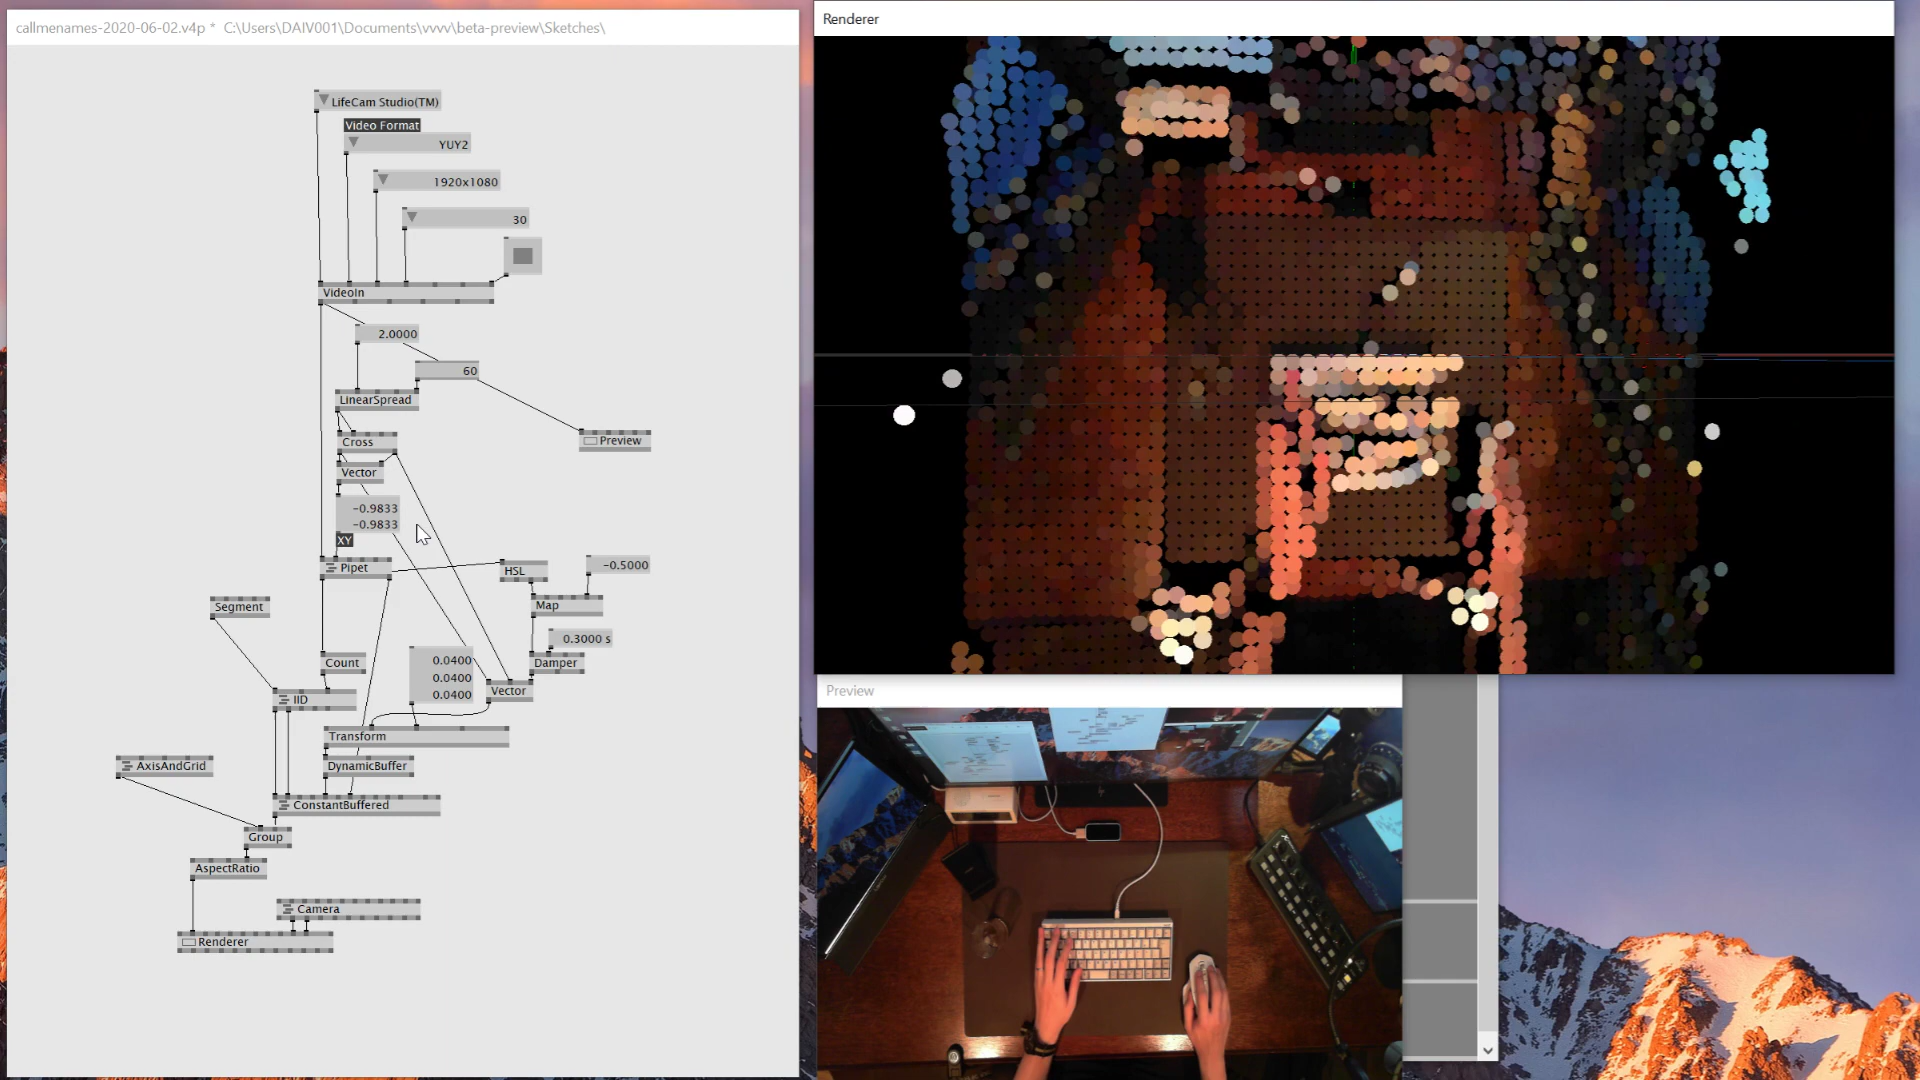 callmenames-2020-06-02.v4p * C:\Users\DAIV001\Documents\vvvv\beta-preview\Sketches\
LifeCam Studio(TM)
Video Format
YUY2
1920x1080
30
VideoIn
2.0000
60
LinearSpread
Cross
Preview
Vector
-0.9833
-0.9833
XY
Pipet
HSL
-0.5000
Segment
Map
0.3000 s
Count
0.0400
0.0400
0.0400
Damper
IID
Vector
Transform
AxisAndGrid
DynamicBuffer
ConstantBuffered
Group
AspectRatio
Camera
Renderer
Renderer
Preview